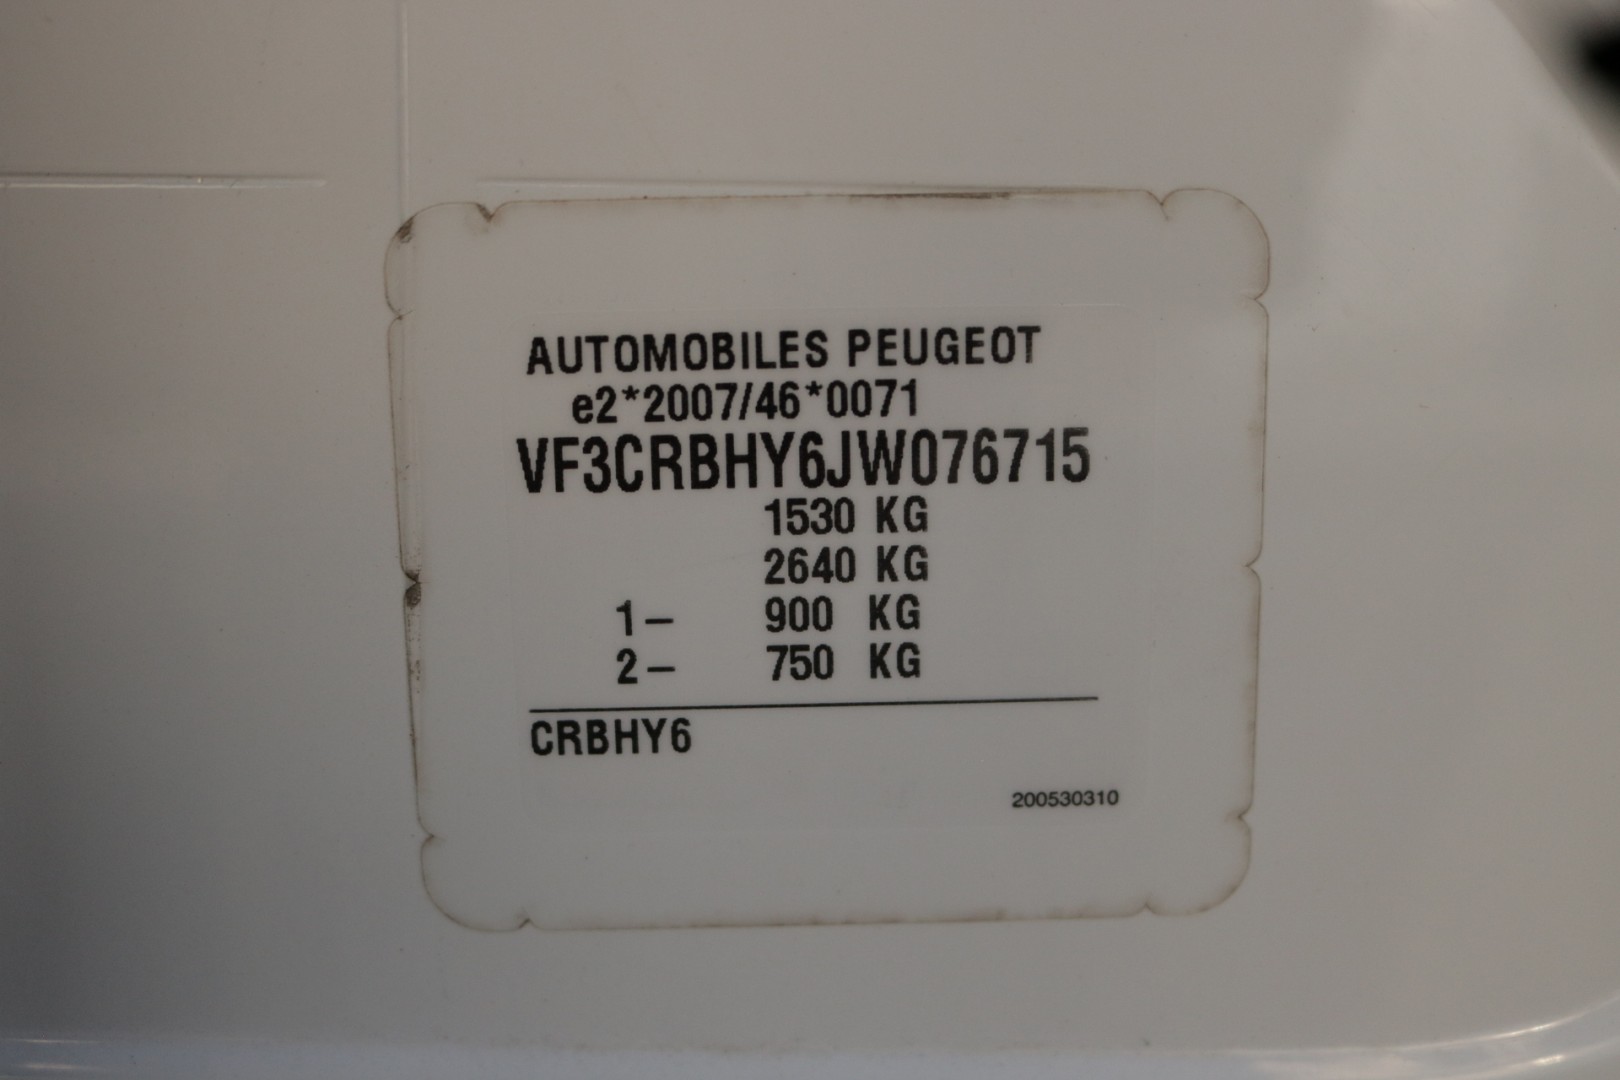 AUTOMOBILES PEUGEOT
e2*2007/46*0071
VF3CRBHY6JW076715
1530 KG
2640 KG
1– 900 KG
2– 750 KG
CRBHY6
200530310